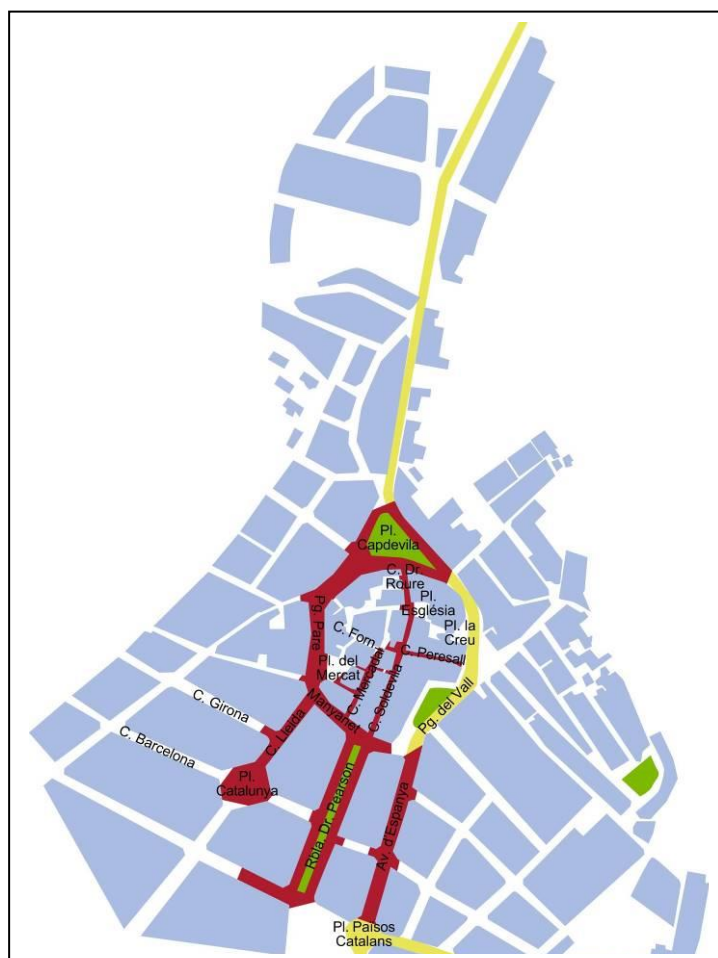 Pl.
Capdevila
C. Dr.
Roure
Pl.
Església
Pl. la
Creu
Pg. Pare
C. Forn.
C. Peresall
Pl. del
Mercat
C. Mercadal
C. Soldevila
Manyanet
Pg. del Vall
C. Girona
C. Lleida
C. Barcelona
Pl.
Catalunya
Rbla. Dr. Pearson
Av. d'Espanya
Pl. Països
Catalans